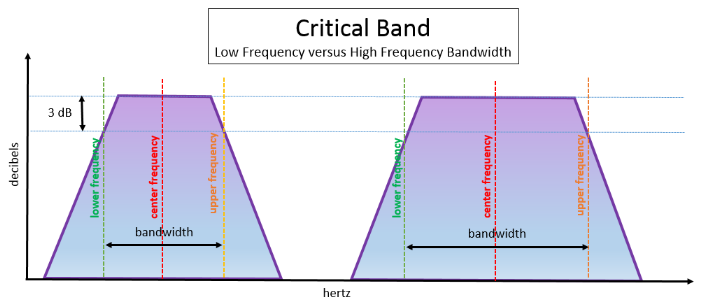 Critical Band
Low Frequency versus High Frequency Bandwidth
3 dB
decibels
lower frequency
center frequency
upper frequency
bandwidth
lower frequency
center frequency
upper frequency
bandwidth
hertz